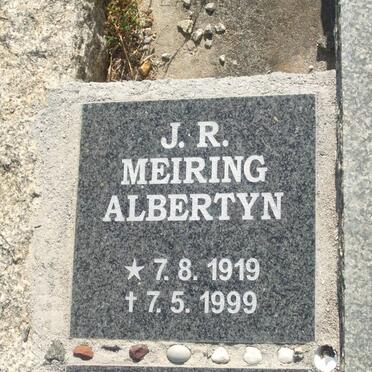 J. R.
MEIRING
ALBERTYN
★ 7. 8. 1919
† 7. 5. 1999